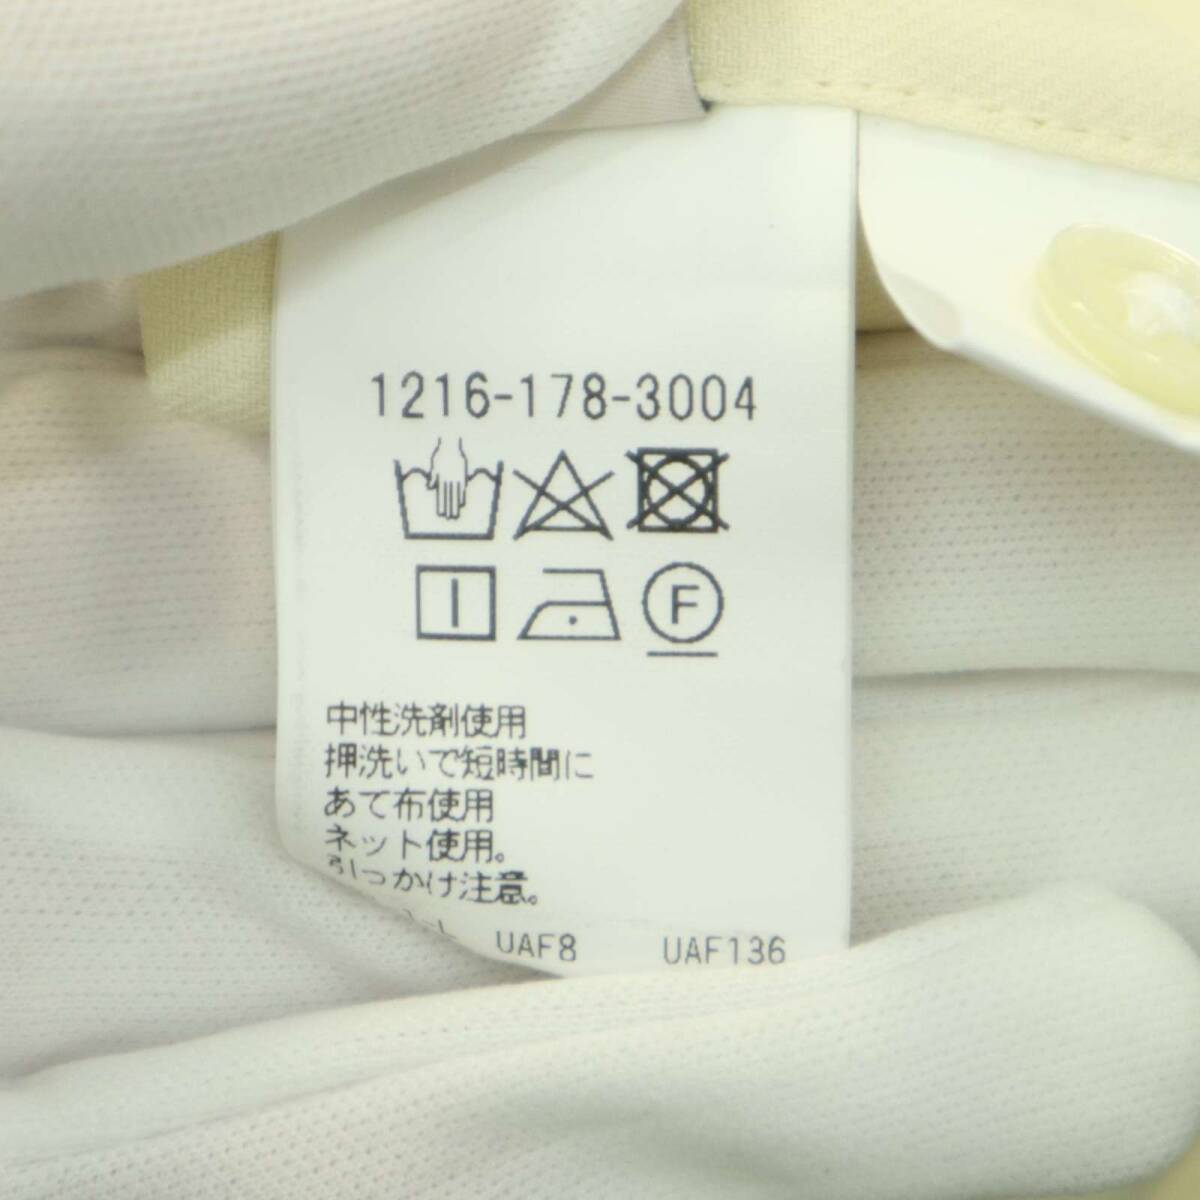 1216-178-3004
F
中性洗剤使用
押洗いで短時間に
あて布使用
ネット使用。
引っかけ注意。
UAF8 UAF136